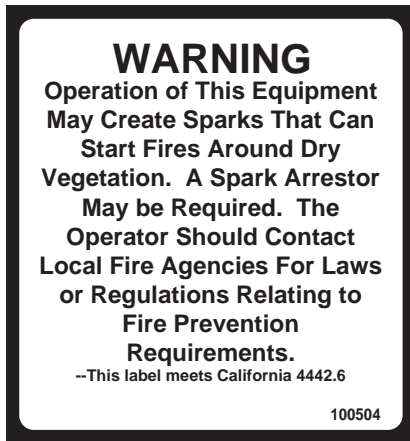 WARNING
Operation of This Equipment
May Create Sparks That Can
Start Fires Around Dry
Vegetation.  A Spark Arrestor
May be Required.  The
Operator Should Contact
Local Fire Agencies For Laws
or Regulations Relating to
Fire Prevention
Requirements.
--This label meets California 4442.6
100504